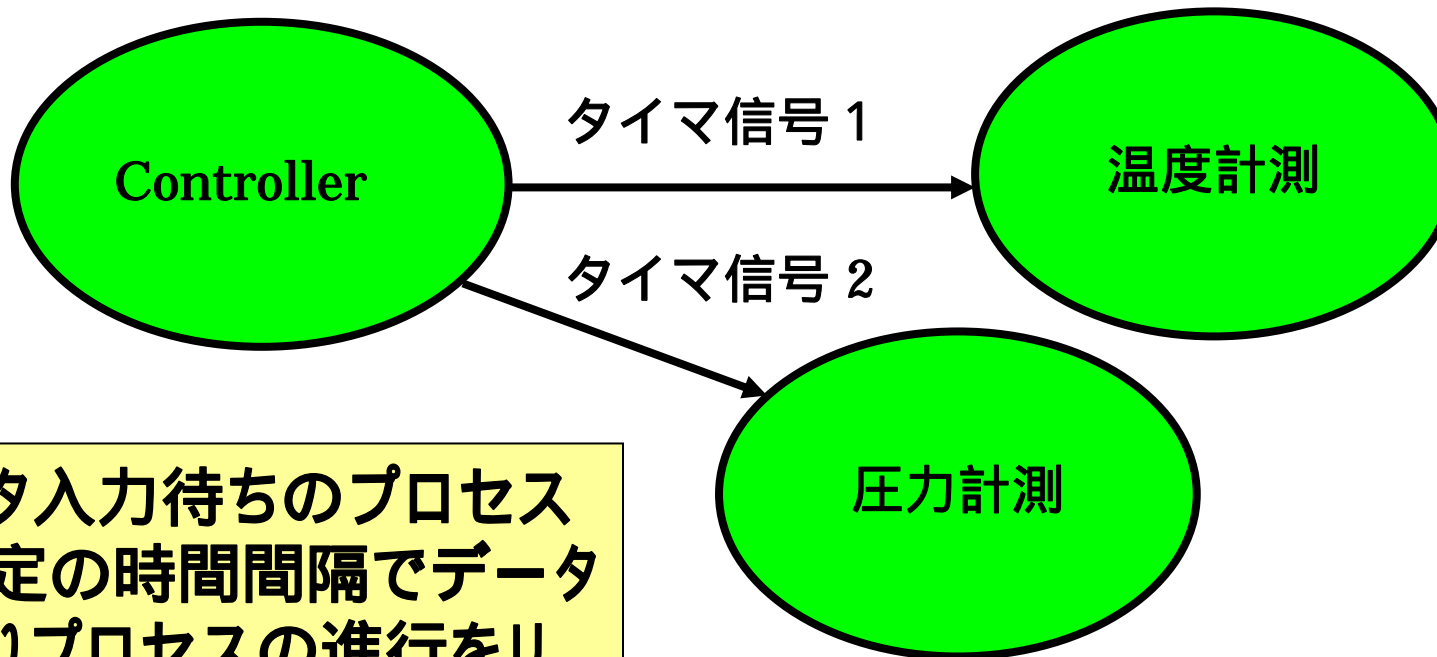 Controller
タイマ信号 1
温度計測
タイマ信号 2
圧力計測
タ入力待ちのプロセス
定の時間間隔でデータ
りプロセスの進行をリ